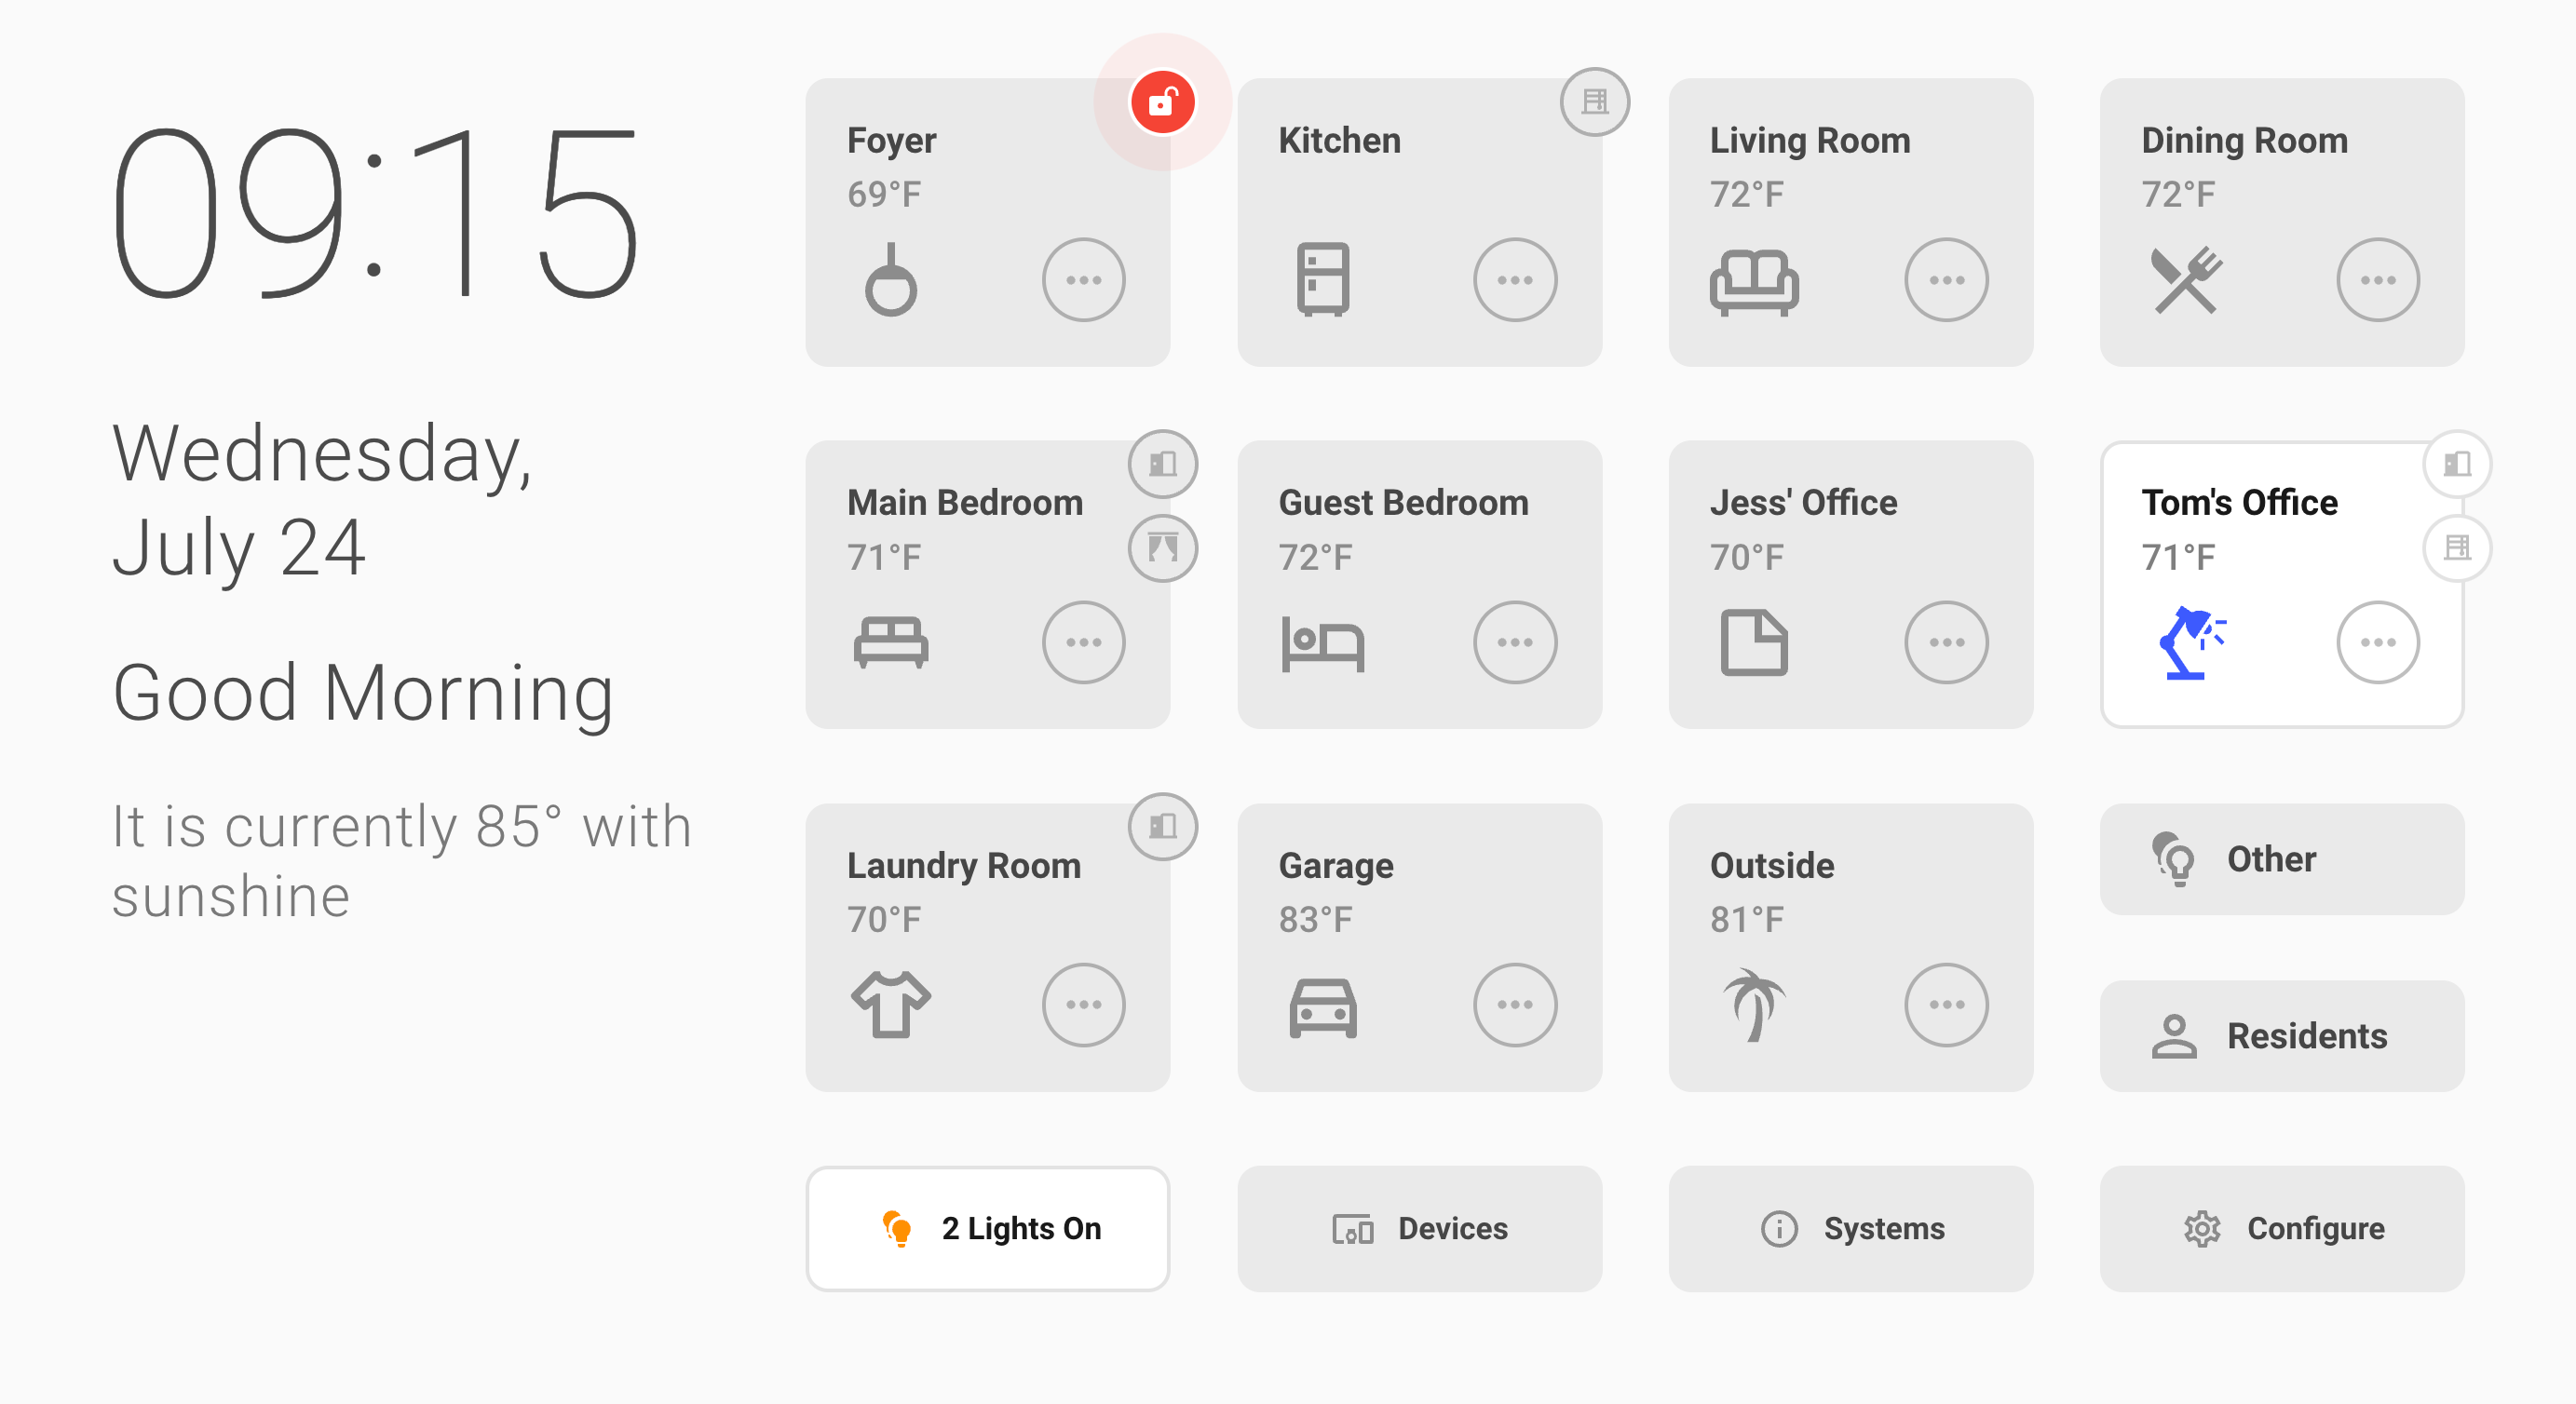 09:15
Wednesday,
July 24
Good Morning
It is currently 85° with
sunshine
Foyer
69°F
Kitchen
Living Room
72°F
Dining Room
72°F
Main Bedroom
71°F
Guest Bedroom
72°F
Jess' Office
70°F
Tom's Office
71°F
Laundry Room
70°F
Garage
83°F
Outside
81°F
Other
Residents
2 Lights On
Devices
Systems
Configure